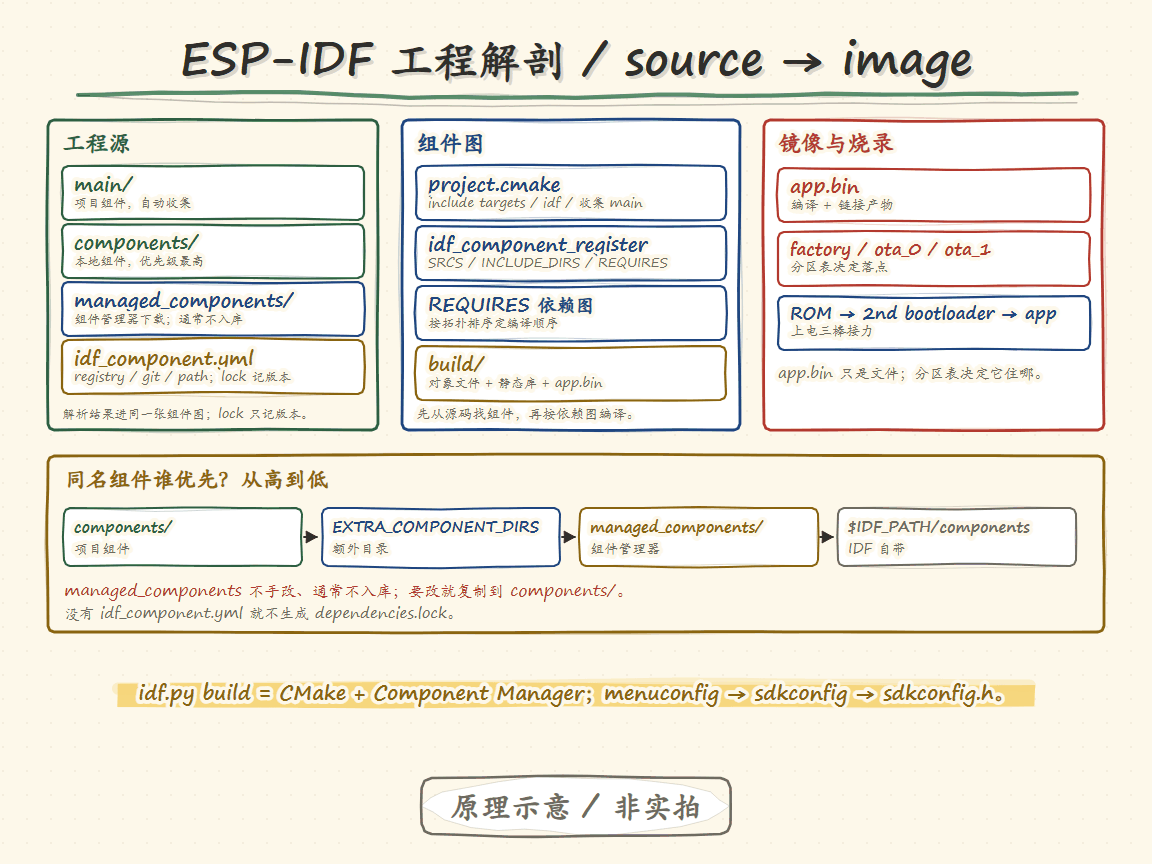 ESP-IDF 工程解剖 / source → image
工程源
main/
项目组件，自动收集
components/
本地组件，优先级最高
managed_components/
组件管理器下载；通常不入库
idf_component.yml
registry / git / path；lock 记版本
解析结果进同一张组件图；lock 只记版本。
组件图
project.cmake
include targets / idf / 收集 main
idf_component_register
SRCS / INCLUDE_DIRS / REQUIRES
REQUIRES 依赖图
按拓扑排序定编译顺序
build/
对象文件 + 静态库 + app.bin
先从源码找组件，再按依赖图编译。
镜像与烧录
app.bin
编译 + 链接产物
factory / ota_0 / ota_1
分区表决定落点
ROM → 2nd bootloader → app
上电三棒接力
app.bin 只是文件；分区表决定它住哪。
同名组件谁优先？从高到低
components/
项目组件
EXTRA_COMPONENT_DIRS
额外目录
managed_components/
组件管理器
$IDF_PATH/components
IDF 自带
managed_components 不手改、通常不入库；要改就复制到 components/。
没有 idf_component.yml 就不生成 dependencies.lock。
idf.py build = CMake + Component Manager；menuconfig → sdkconfig → sdkconfig.h。
原理示意 / 非实拍